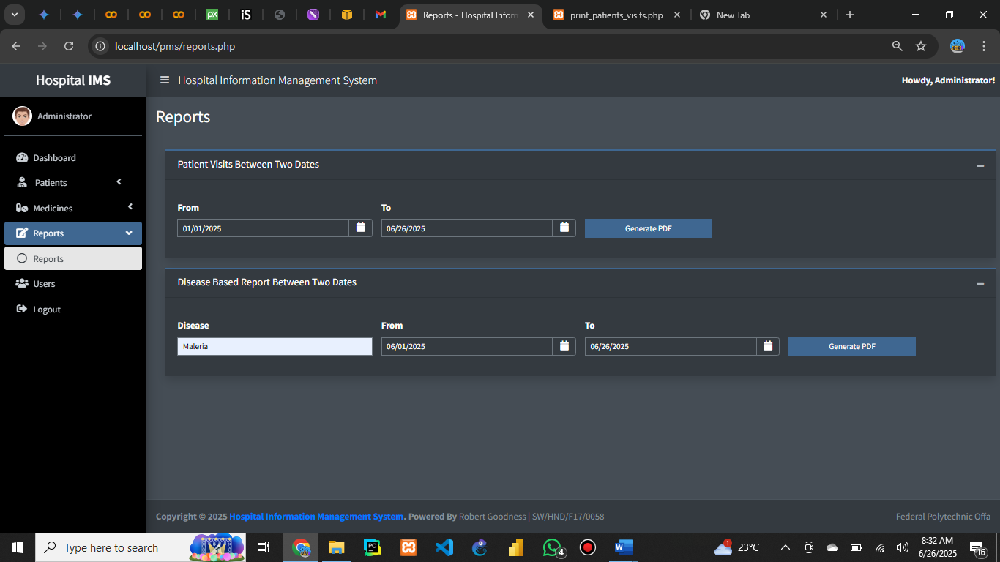 Reports - Hospital Inform
print_patients_visits.php
New Tab
localhost/pms/reports.php
Hospital IMS
Hospital Information Management System
Howdy, Administrator!
Administrator
Reports
Dashboard
Patients
Medicines
Reports
Reports
Users
Logout
Patient Visits Between Two Dates
From
To
01/01/2025
06/26/2025
Generate PDF
Disease Based Report Between Two Dates
Disease
From
To
Maleria
06/01/2025
06/26/2025
Generate PDF
Copyright © 2025 Hospital Information Management System. Powered By Robert Goodness | SW/HND/F17/0058
Federal Polytechnic Offa
Type here to search
4
1
23°C
8:32 AM
6/26/2025
16